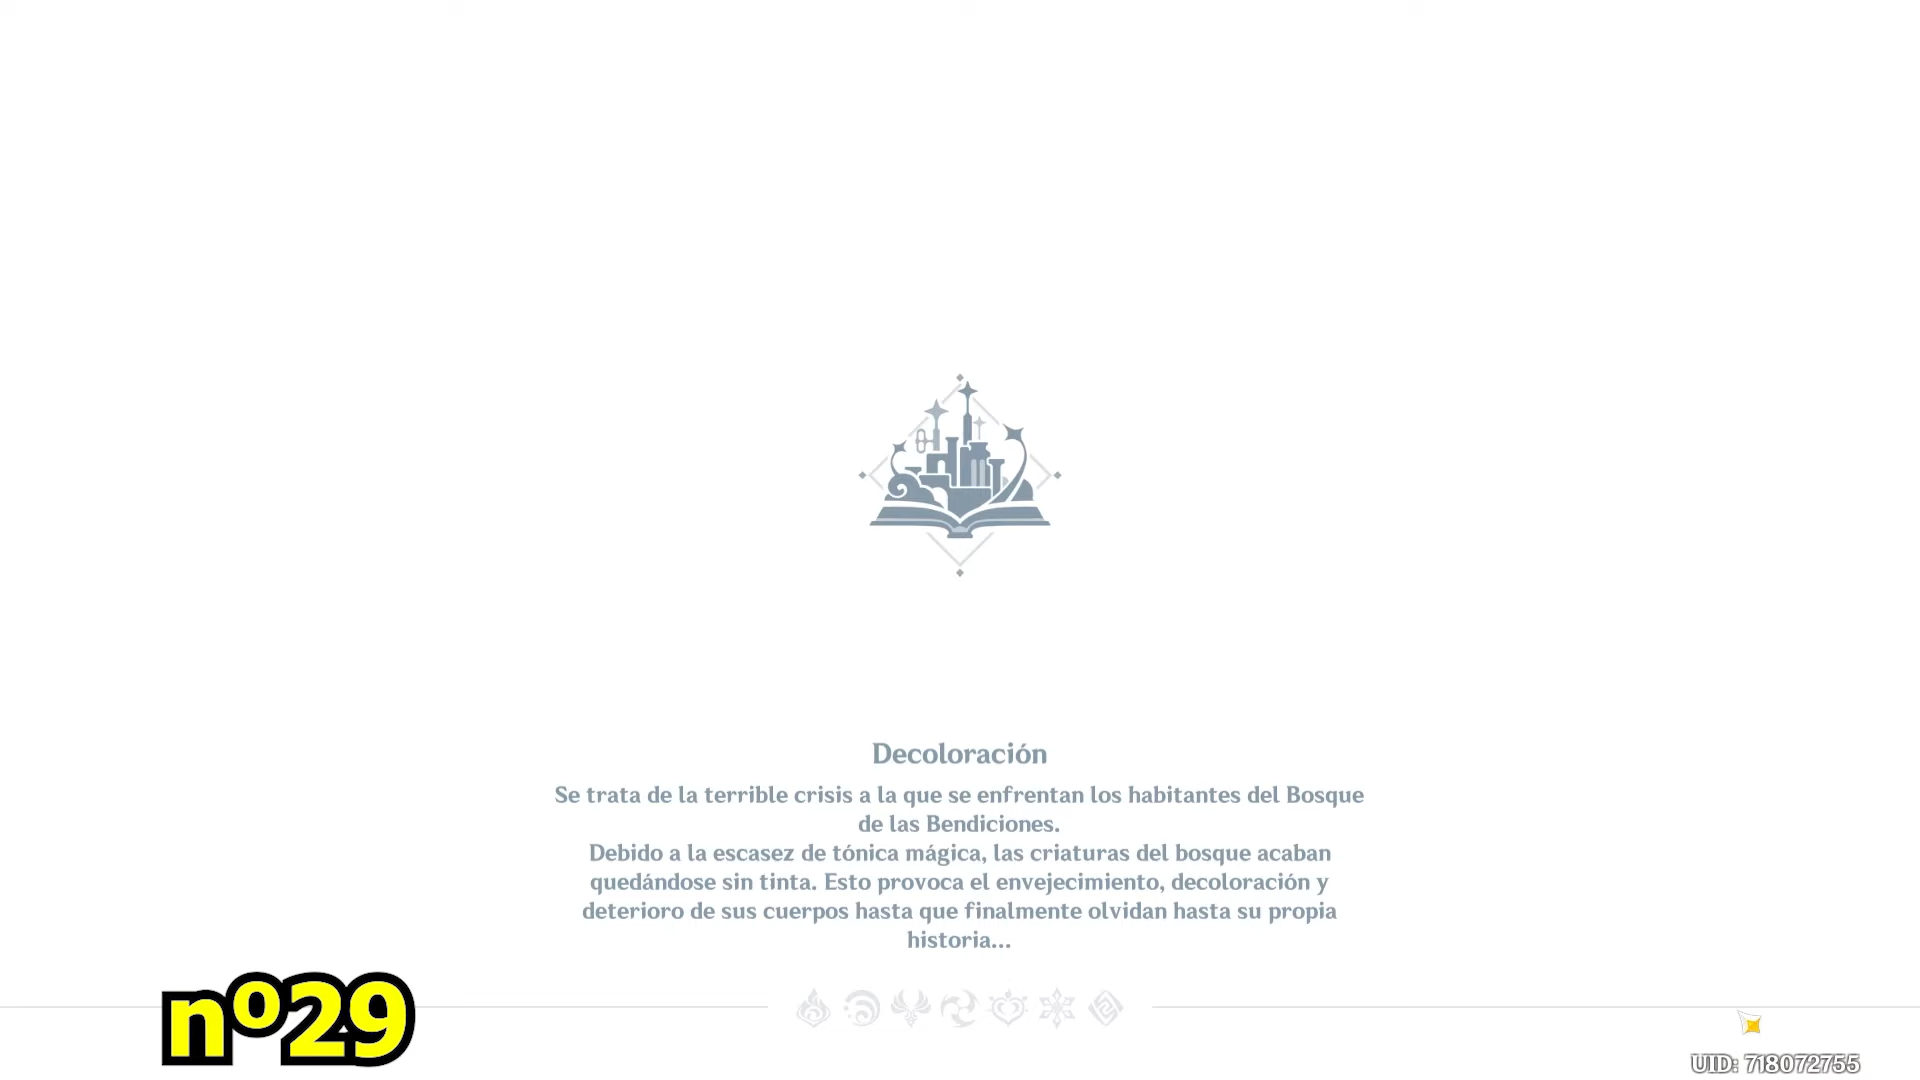 Decoloración
Se trata de la terrible crisis a la que se enfrentan los habitantes del Bosque
de las Bendiciones.
Debido a la escasez de tónica mágica, las criaturas del bosque acaban
quedándose sin tinta. Esto provoca el envejecimiento, decoloración y
deterioro de sus cuerpos hasta que finalmente olvidan hasta su propia
historia...
nº29
UID: 718072755